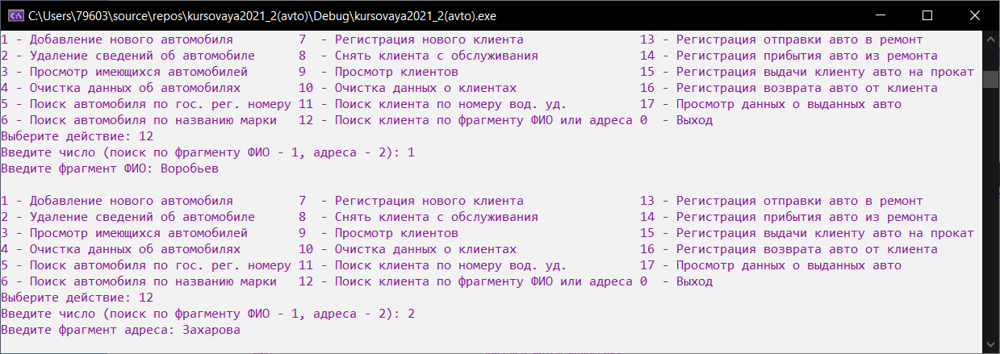 C:\Users\79603\source\repos\kursovaya2021_2(avto)\Debug\kursovaya2021_2(avto).exe
1 - Добавление нового автомобиля 7 - Регистрация нового клиента 13 - Регистрация отправки авто в ремонт
2 - Удаление сведений об автомобиле 8 - Снять клиента с обслуживания 14 - Регистрация прибытия авто из ремонта
3 - Просмотр имеющихся автомобилей 9 - Просмотр клиентов 15 - Регистрация выдачи клиенту авто на прокат
4 - Очистка данных об автомобилях 10 - Очистка данных о клиентах 16 - Регистрация возврата авто от клиента
5 - Поиск автомобиля по гос. рег. номеру 11 - Поиск клиента по номеру вод. уд. 17 - Просмотр данных о выданных авто
6 - Поиск автомобиля по названию марки 12 - Поиск клиента по фрагменту ФИО или адреса 0 - Выход
Выберите действие: 12
Введите число (поиск по фрагменту ФИО - 1, адреса - 2): 1
Введите фрагмент ФИО: Воробьев
1 - Добавление нового автомобиля 7 - Регистрация нового клиента 13 - Регистрация отправки авто в ремонт
2 - Удаление сведений об автомобиле 8 - Снять клиента с обслуживания 14 - Регистрация прибытия авто из ремонта
3 - Просмотр имеющихся автомобилей 9 - Просмотр клиентов 15 - Регистрация выдачи клиенту авто на прокат
4 - Очистка данных об автомобилях 10 - Очистка данных о клиентах 16 - Регистрация возврата авто от клиента
5 - Поиск автомобиля по гос. рег. номеру 11 - Поиск клиента по номеру вод. уд. 17 - Просмотр данных о выданных авто
6 - Поиск автомобиля по названию марки 12 - Поиск клиента по фрагменту ФИО или адреса 0 - Выход
Выберите действие: 12
Введите число (поиск по фрагменту ФИО - 1, адреса - 2): 2
Введите фрагмент адреса: Захарова